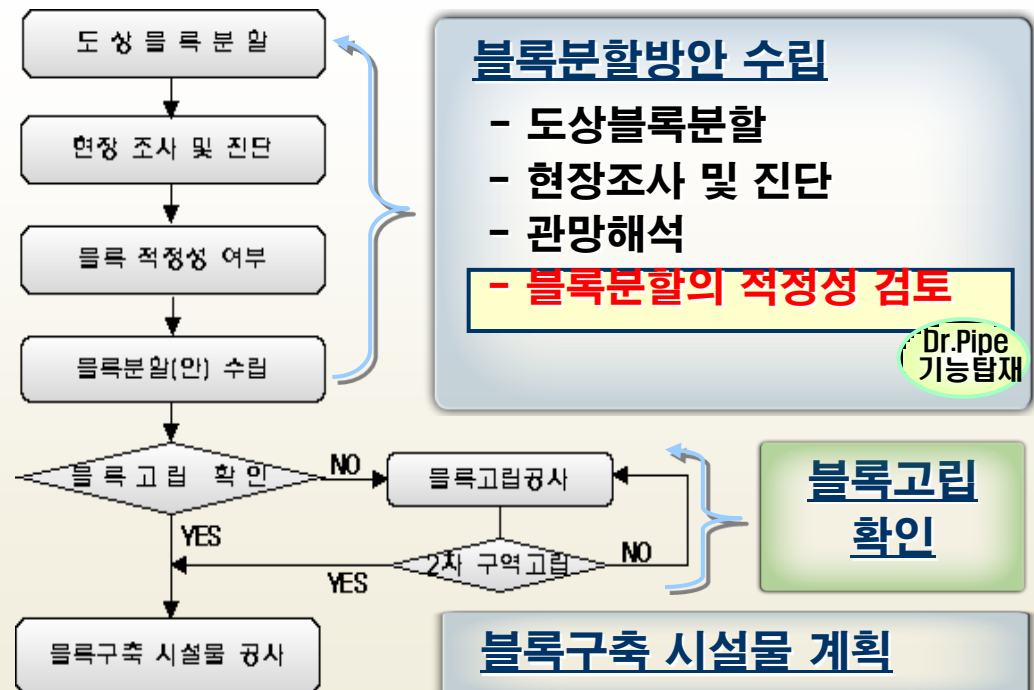 도 상 블 록 분 할
현장 조사 및 진단
블록 적정성 여부
블록분할(안) 수립
블록분할방안 수립
- 도상블록분할
- 현장조사 및 진단
- 관망해석
- 블록분할의 적정성 검토
Dr.Pipe
기능탑재
블록고립 확인
NO
블록고립공사
YES
2차 구역고립
NO
YES
블록고립
확인
블록구축 시설물 공사
블록구축 시설물 계획